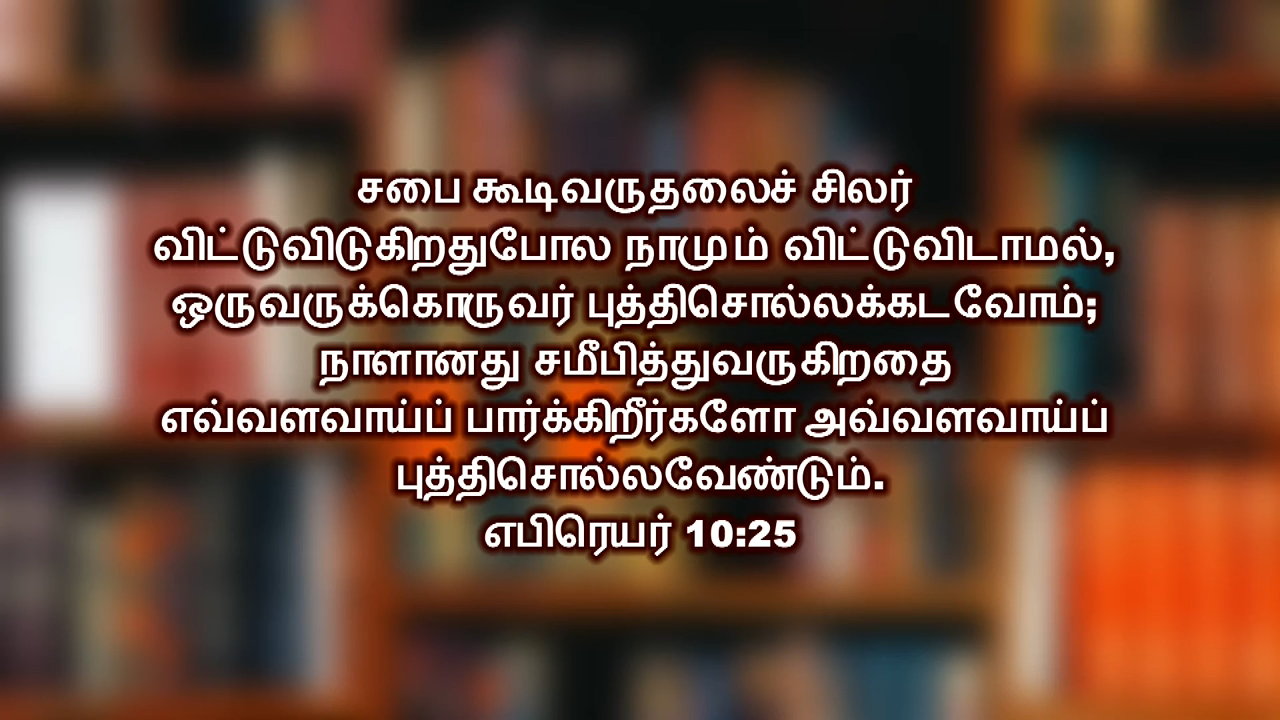 சபை கூடிவருதலைச் சிலர்
விட்டுவிடுகிறதுபோல நாமும் விட்டுவிடாமல்,
ஒருவருக்கொருவர் புத்திசொல்லக்கடவோம்;
நாளானது சமீபித்துவருகிறதை
எவ்வளவாய்ப் பார்க்கிறீர்களோ அவ்வளவாய்ப்
புத்திசொல்லவேண்டும்.
எபிரெயர் 10:25